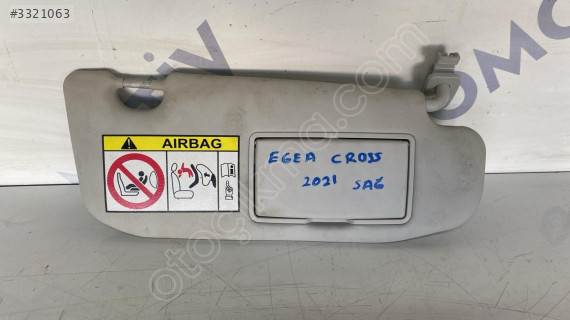 #3321063
AIRBAG
EGEA CROSS
2021 SAĞ
otoçıkma.com